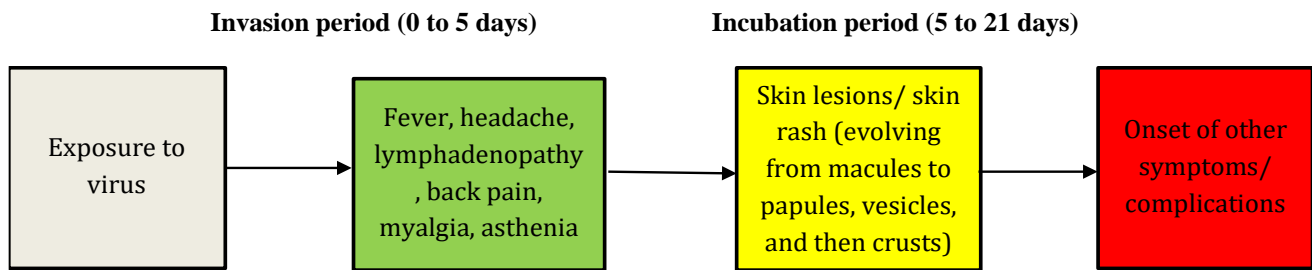 Invasion period (0 to 5 days)
Incubation period (5 to 21 days)
Exposure to
virus
Fever, headache,
lymphadenopathy
, back pain,
myalgia, asthenia
Skin lesions/ skin
rash (evolving
from macules to
papules, vesicles,
and then crusts)
Onset of other
symptoms/
complications